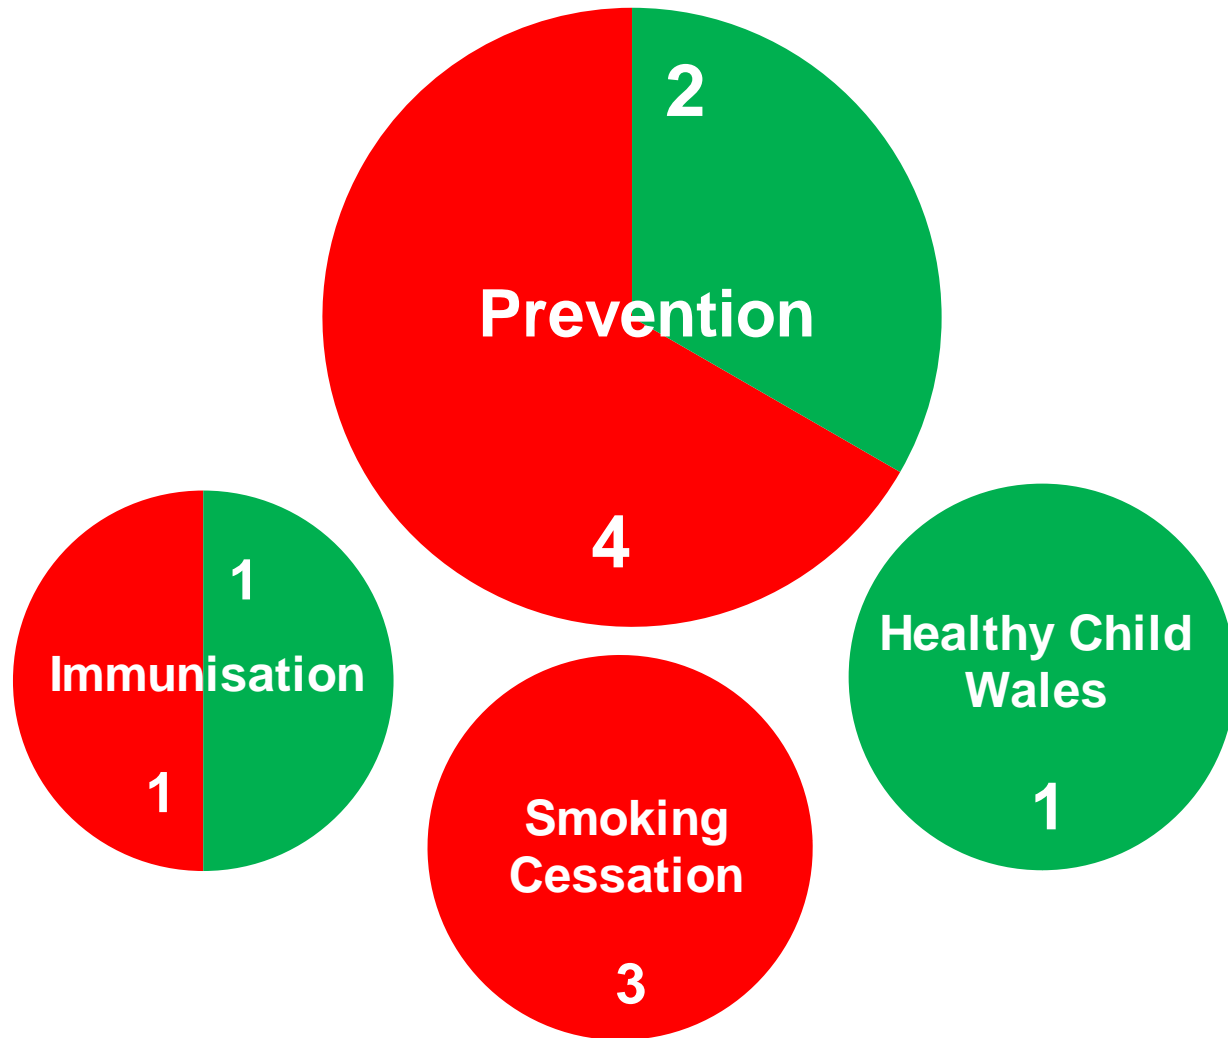 2
Prevention
4
1
Immunisation
1
Healthy Child
Wales
1
Smoking
Cessation
3